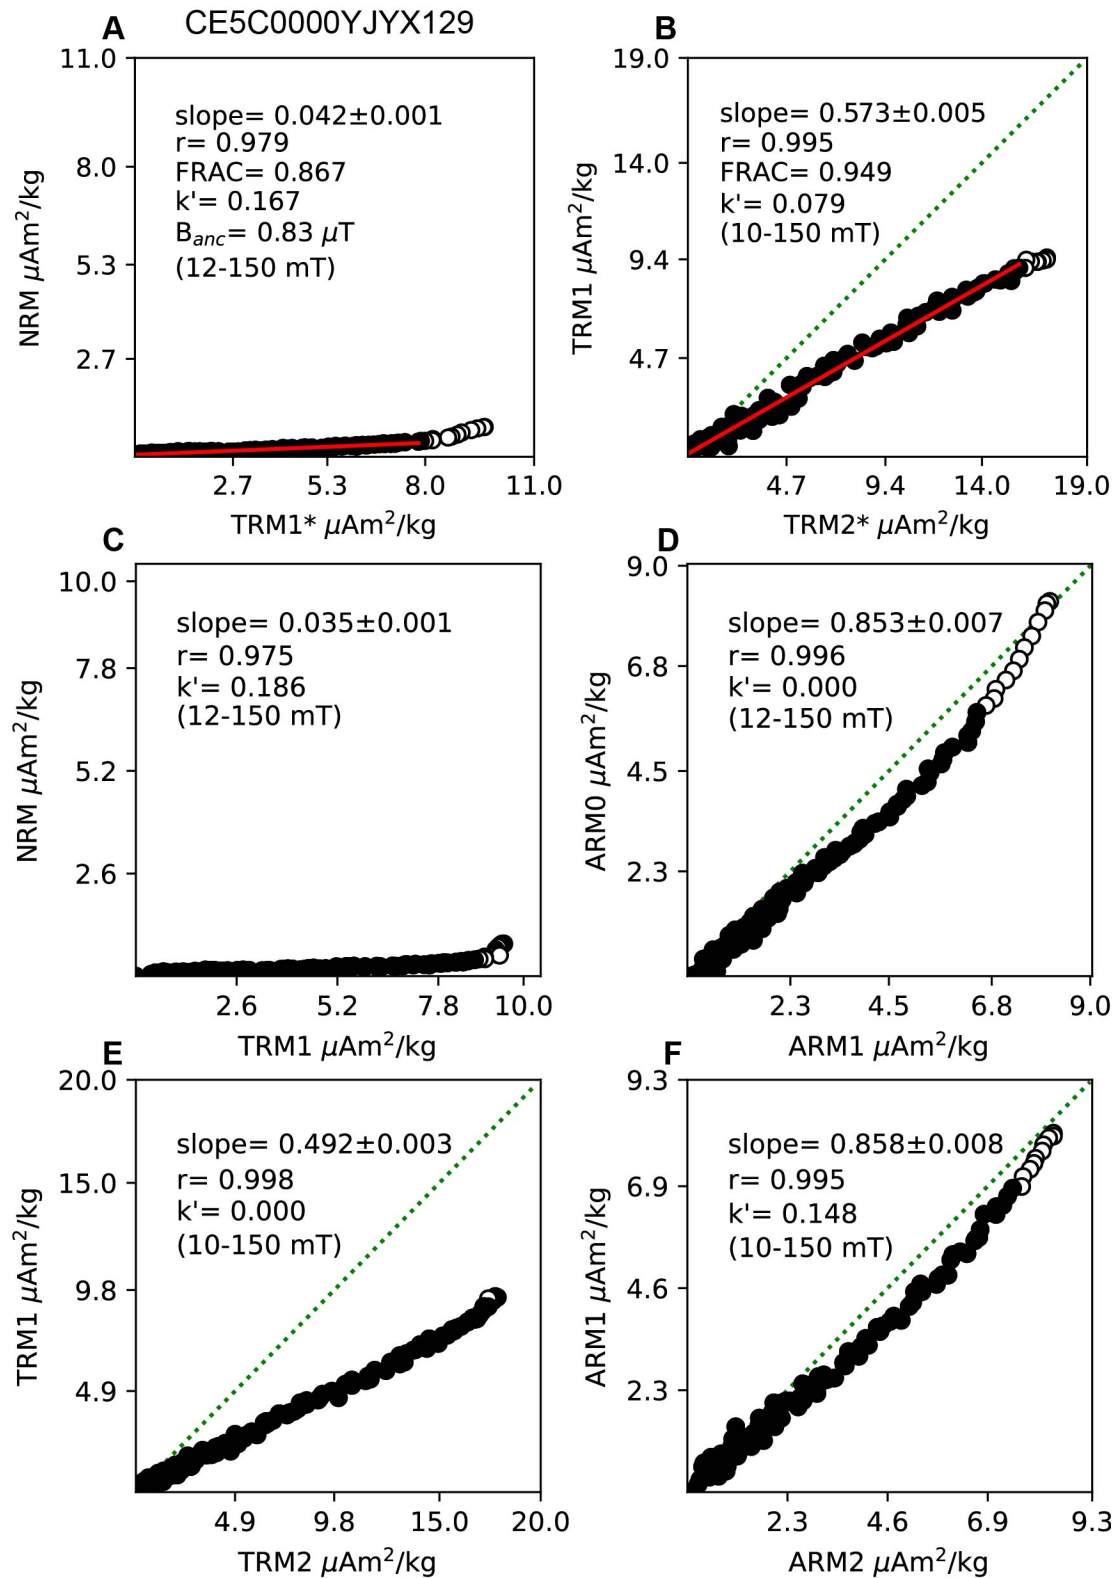 CE5C0000YJYX129
A
11.0
8.0
5.3
2.7
NRM μAm²/kg
slope= 0.042±0.001
r= 0.979
FRAC= 0.867
k'= 0.167
Banc= 0.83 μT
(12-150 mT)
2.7 5.3 8.0 11.0
TRM1* μAm²/kg
B
19.0
14.0
9.4
4.7
TRM1 μAm²/kg
slope= 0.573±0.005
r= 0.995
FRAC= 0.949
k'= 0.079
(10-150 mT)
4.7 9.4 14.0 19.0
TRM2* μAm²/kg
C
10.0
7.8
5.2
2.6
NRM μAm²/kg
slope= 0.035±0.001
r= 0.975
k'= 0.186
(12-150 mT)
2.6 5.2 7.8 10.0
TRM1 μAm²/kg
D
9.0
6.8
4.5
2.3
ARM0 μAm²/kg
slope= 0.853±0.007
r= 0.996
k'= 0.000
(12-150 mT)
2.3 4.5 6.8 9.0
ARM1 μAm²/kg
E
20.0
15.0
9.8
4.9
TRM1 μAm²/kg
slope= 0.492±0.003
r= 0.998
k'= 0.000
(10-150 mT)
4.9 9.8 15.0 20.0
TRM2 μAm²/kg
F
9.3
6.9
4.6
2.3
ARM1 μAm²/kg
slope= 0.858±0.008
r= 0.995
k'= 0.148
(10-150 mT)
2.3 4.6 6.9 9.3
ARM2 μAm²/kg